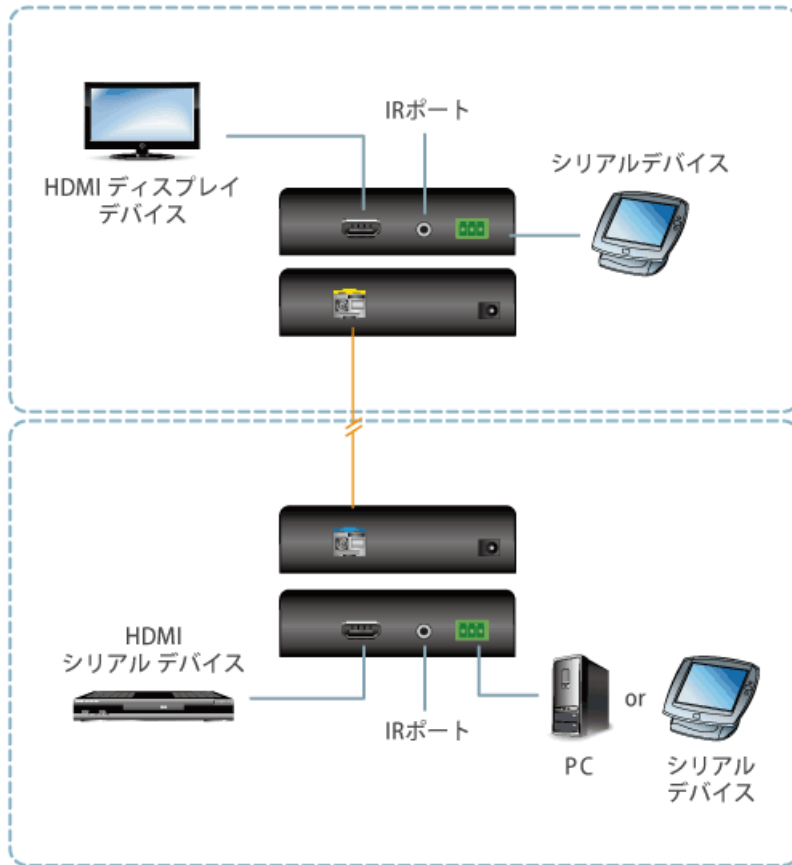 IRポート
シリアルデバイス
HDMI ディスプレイ
デバイス
HDMI
シリアル デバイス
IRポート
or
PC
シリアル
デバイス